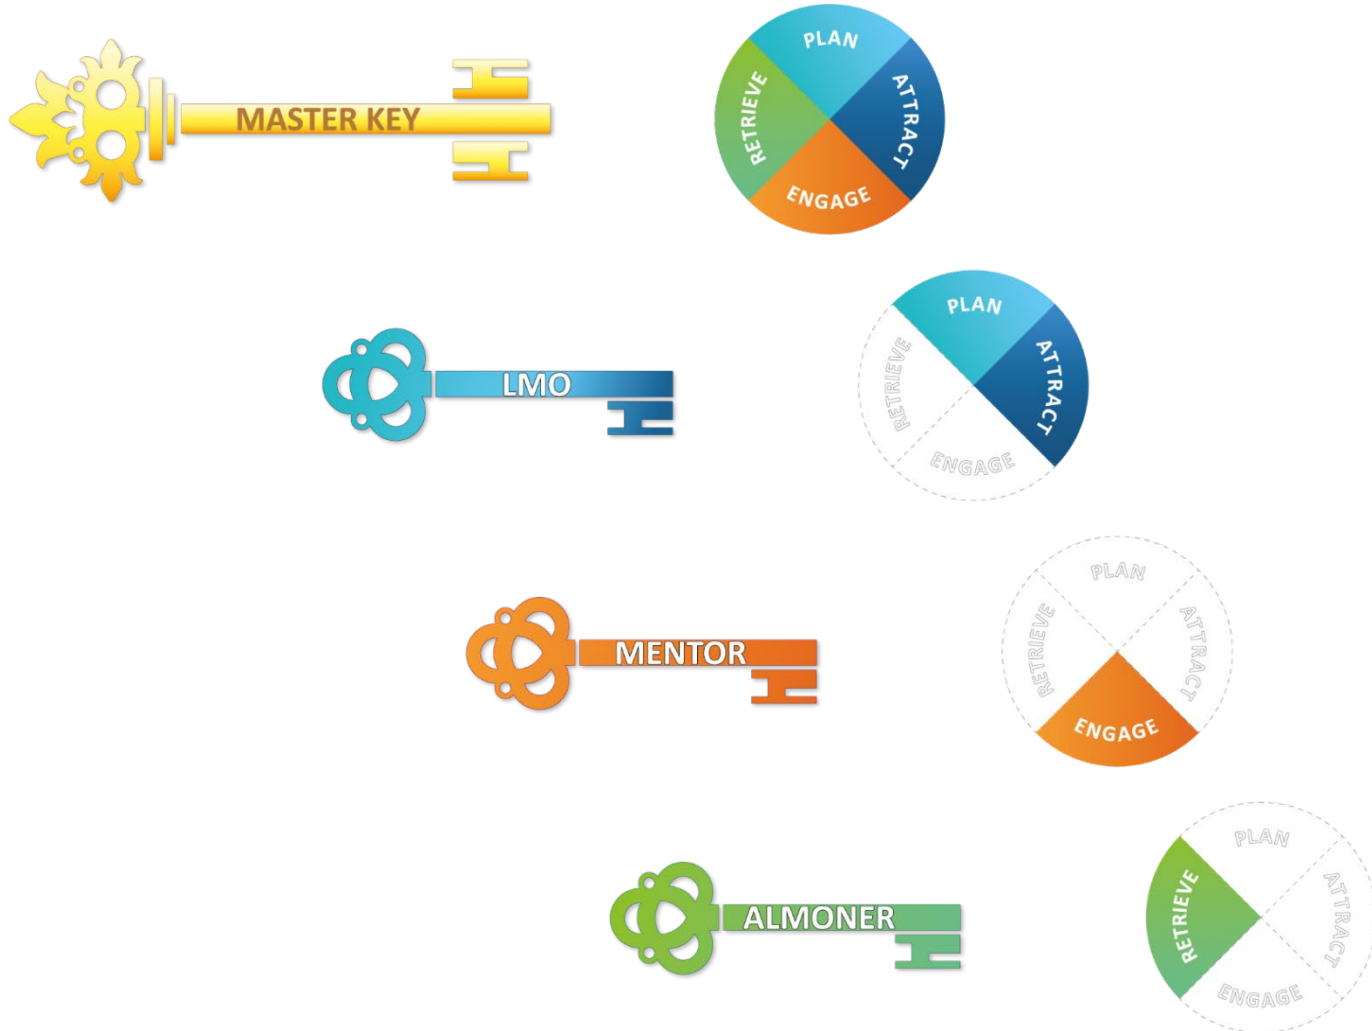 MASTER KEY
PLAN
ATTRACT
ENGAGE
RETRIEVE
LMO
PLAN
ATTRACT
ENGAGE
RETRIEVE
MENTOR
PLAN
ATTRACT
ENGAGE
RETRIEVE
ALMONER
PLAN
ATTRACT
ENGAGE
RETRIEVE